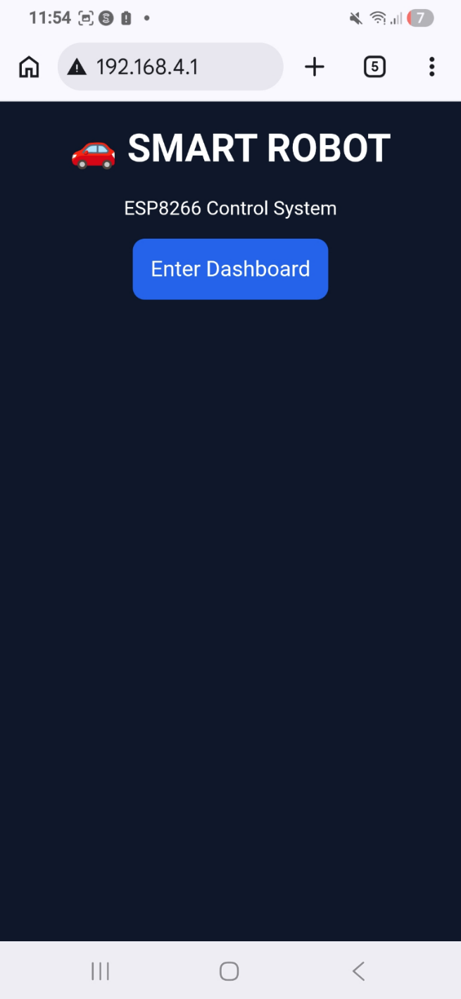 11:54
7
192.168.4.1
5
SMART ROBOT
ESP8266 Control System
Enter Dashboard